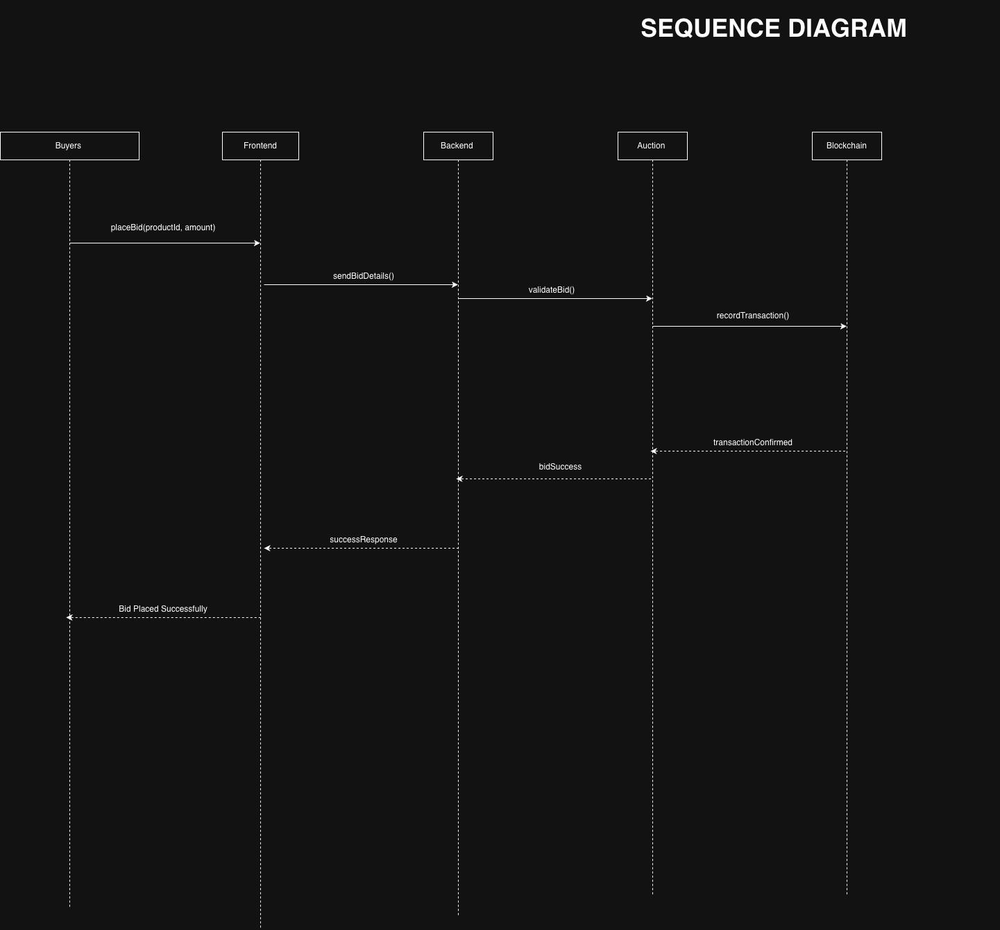 SEQUENCE DIAGRAM
Buyers
Frontend
Backend
Auction
Blockchain
placeBid(productId, amount)
sendBidDetails()
validateBid()
recordTransaction()
transactionConfirmed
bidSuccess
successResponse
Bid Placed Successfully